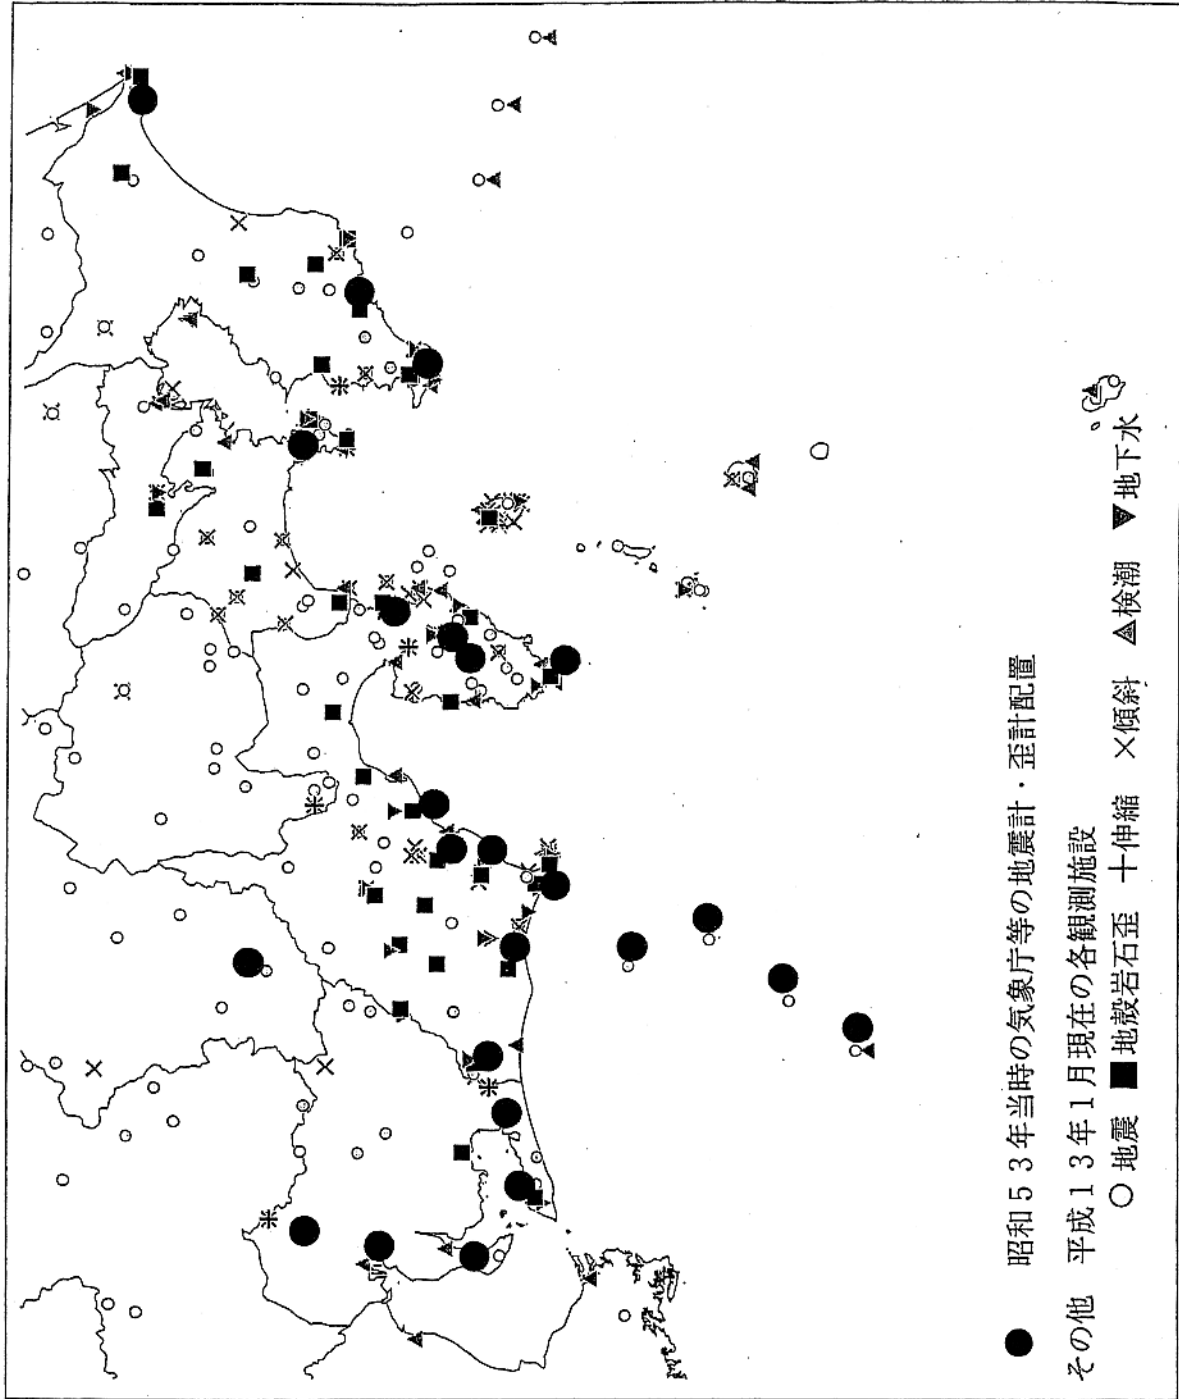 ● 昭和53年当時の気象庁等の地震計・歪計配置
その他 平成13年1月現在の各観測施設
○地震 ■地殻岩石歪 十伸縮 ×傾斜 ▲検潮 ▼地下水